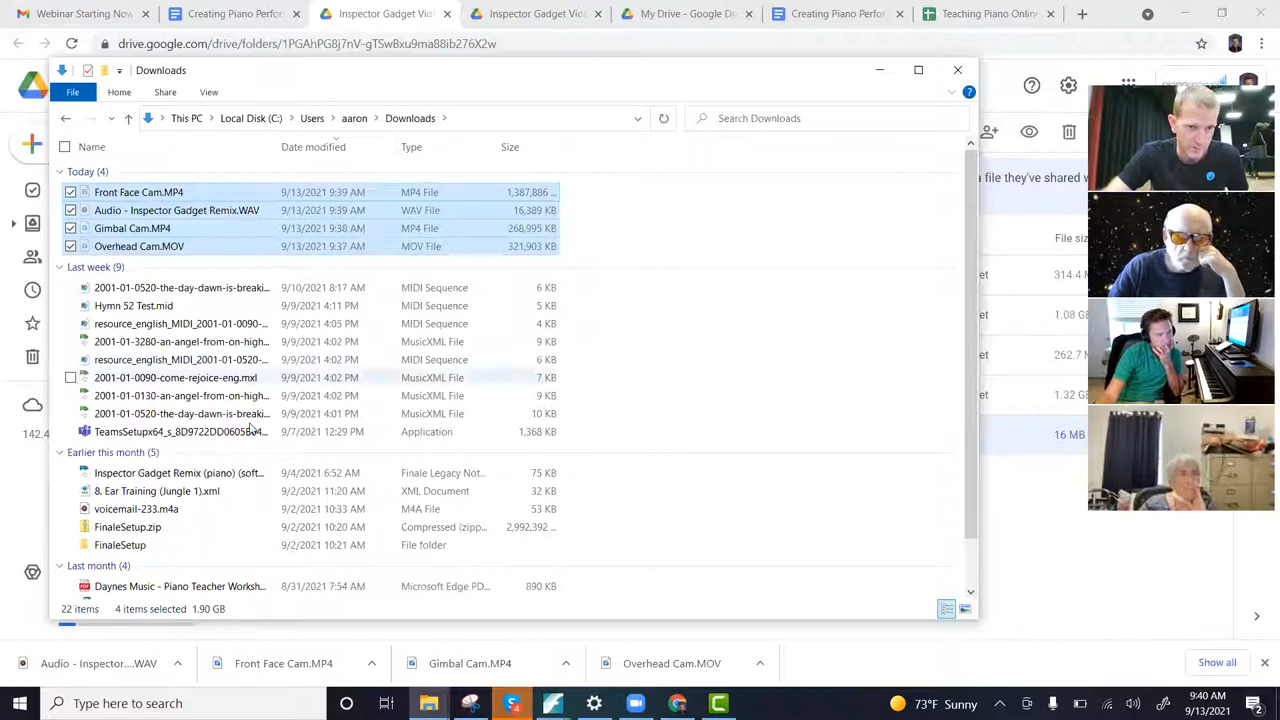 Webinar Starting Now
Creating Piano Perfor
Inspector Gadget Vid
Inspector Gadget Vid
My Drive - Google Dr
Creating Piano Perfor
Teaching Piano Online
drive.google.com/drive/folders/1PGAhPG8j7nV-gTSwBxu9ma88ib276X2w
Downloads
File Home Share View
This PC Local Disk (C:) Users aaron Downloads
Search Downloads
Name Date modified Type Size
Today (4)
Front Face Cam.MP4 9/13/2021 9:39 AM MP4 File 1,387,886 ...
Audio - Inspector Gadget Remix.WAV 9/13/2021 9:39 AM WAV File 16,389 KB
Gimbal Cam.MP4 9/13/2021 9:38 AM MP4 File 268,995 KB
Overhead Cam.MOV 9/13/2021 9:37 AM MOV File 321,903 KB
Last week (9)
2001-01-0520-the-day-dawn-is-breaki... 9/10/2021 8:17 AM MIDI Sequence 6 KB
Hymn 52 Test.mid 9/9/2021 4:11 PM MIDI Sequence 5 KB
resource_english_MIDI_2001-01-0090-... 9/9/2021 4:05 PM MIDI Sequence 4 KB
2001-01-3280-an-angel-from-on-high... 9/9/2021 4:02 PM MusicXML File 9 KB
resource_english_MIDI_2001-01-0520-... 9/9/2021 4:02 PM MIDI Sequence 6 KB
2001-01-0090-come-rejoice-eng.mxl 9/9/2021 4:02 PM MusicXML File 7 KB
2001-01-0130-an-angel-from-on-high... 9/9/2021 4:02 PM MusicXML File 9 KB
2001-01-0520-the-day-dawn-is-breaki... 9/9/2021 4:01 PM MusicXML File 10 KB
9/7/2021 12:29 PM Application 1,368 KB
Earlier this month (5)
Inspector Gadget Remix (piano) (soft... 9/4/2021 6:52 AM Finale Legacy Not... 75 KB
8. Ear Training (Jungle 1).xml 9/2/2021 11:20 AM XML Document 32 KB
voicemail-233.m4a 9/2/2021 10:33 AM M4A File 53 KB
FinaleSetup.zip 9/2/2021 10:20 AM Compressed (zipp... 2,992,392 ...
FinaleSetup 9/2/2021 10:21 AM File folder
Last month (4)
Daynes Music - Piano Teacher Worksh... 8/31/2021 7:54 AM Microsoft Edge PD... 890 KB
22 items 4 items selected 1.90 GB
a file they've shared w
File size
et 314.4
et 1.08 G
et 262.7
et 1.32 G
et 16 MB
142.4
Audio - Inspector....WAV
Front Face Cam.MP4
Gimbal Cam.MP4
Overhead Cam.MOV
Show all
Type here to search
73°F Sunny
9:40 AM
9/13/2021
2